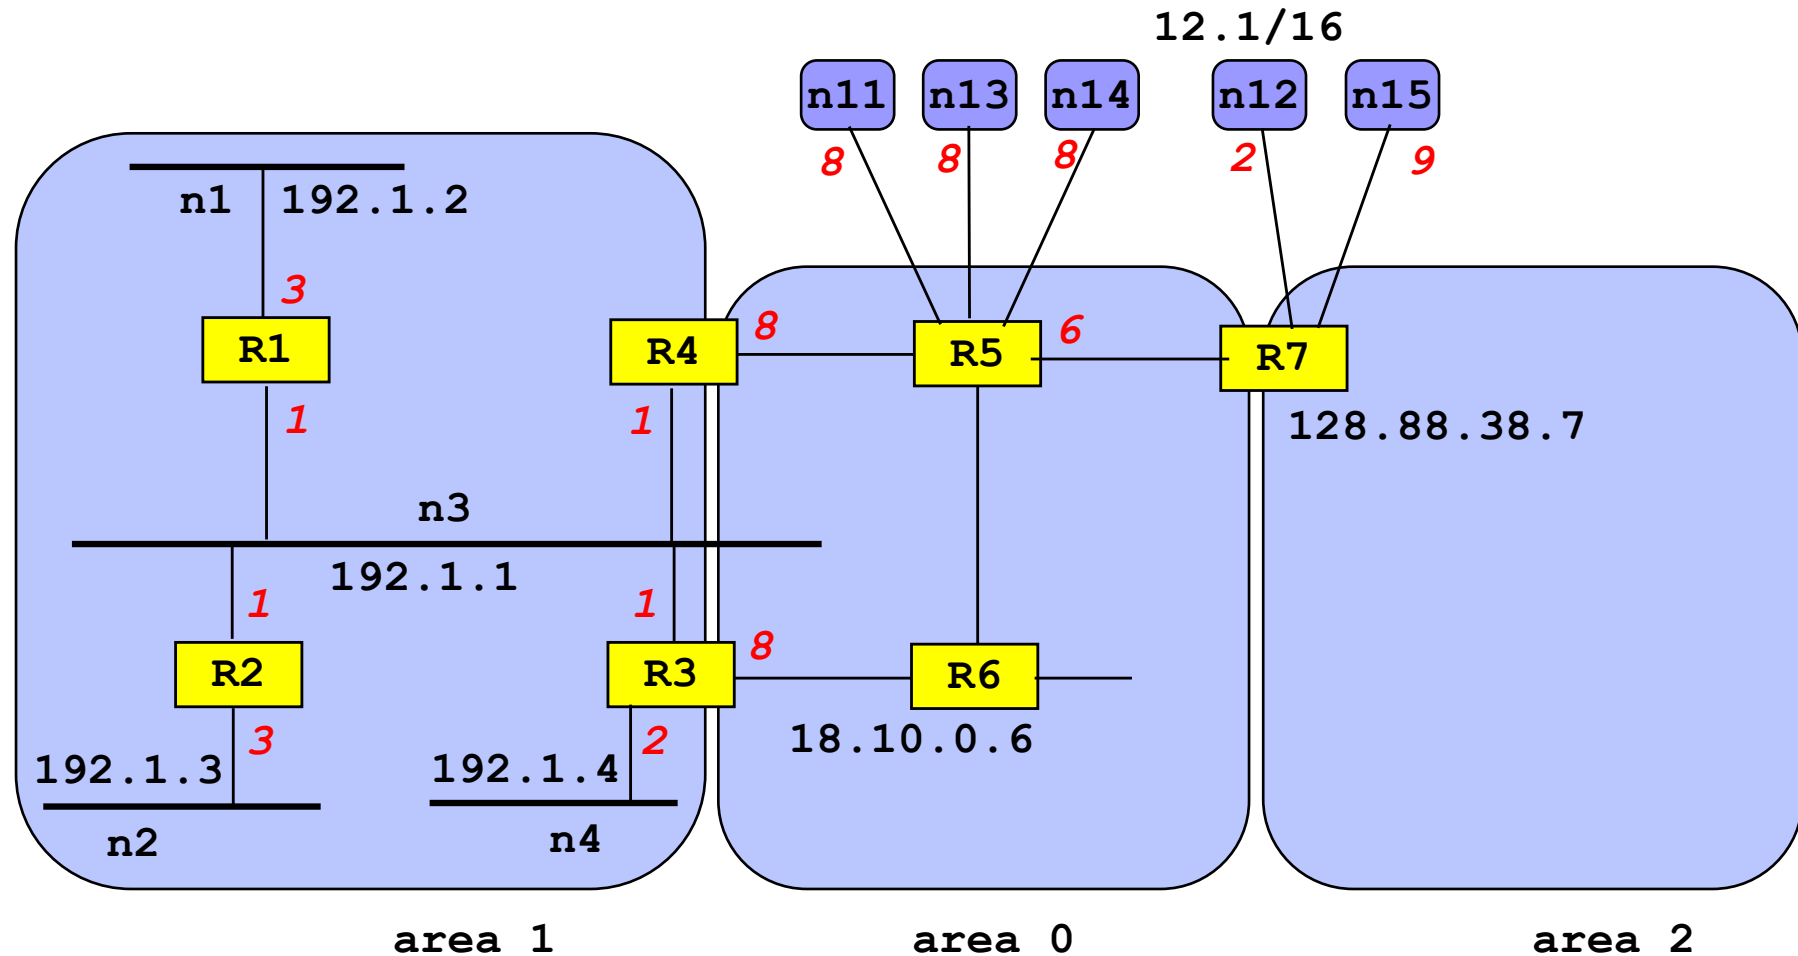 12.1/16
n11 n13 n14 n12 n15
8 8 8 2 9
n1 192.1.2
3
R1 R4 8 R5 6 R7
1 1
128.88.38.7
n3
192.1.1
1 1
R2 R3 8 R6
3 2
18.10.0.6
192.1.3 192.1.4
n2 n4
area 1 area 0 area 2